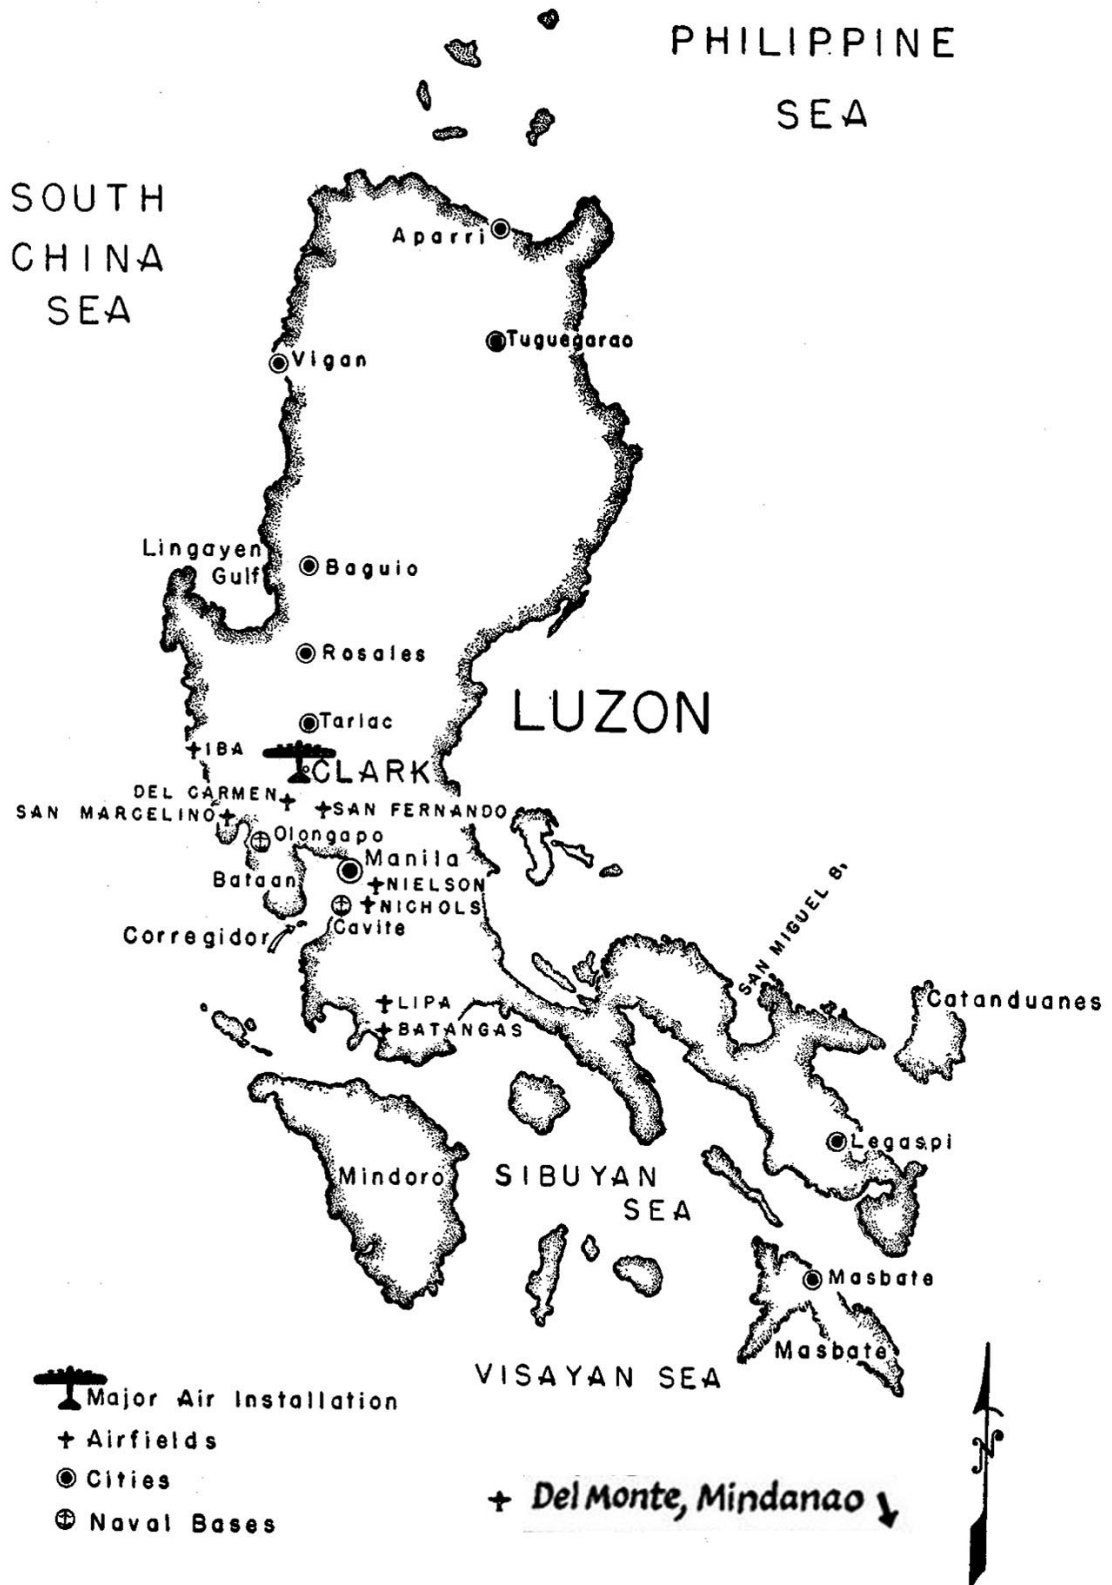 PHILIPPINE
SEA
SOUTH
CHINA
SEA
Aparri
Tuguegarao
Vigan
Lingayen
Gulf
Baguio
Rosales
LUZON
Tarlac
IBA
CLARK
DEL CARMEN
SAN MARCELINO
SAN FERNANDO
Olongapo
Manila
Bataan
NIELSON
NICHOLS
Cavite
Corregidor
SAN MIGUEL B.
Catanduanes
LIPA
BATANGAS
Legaspi
Mindoro
SIBUYAN
SEA
Masbate
Masbate
VISAYAN SEA
Major Air Installation
Airfields
Cities
Naval Bases
N
Del Monte, Mindanao